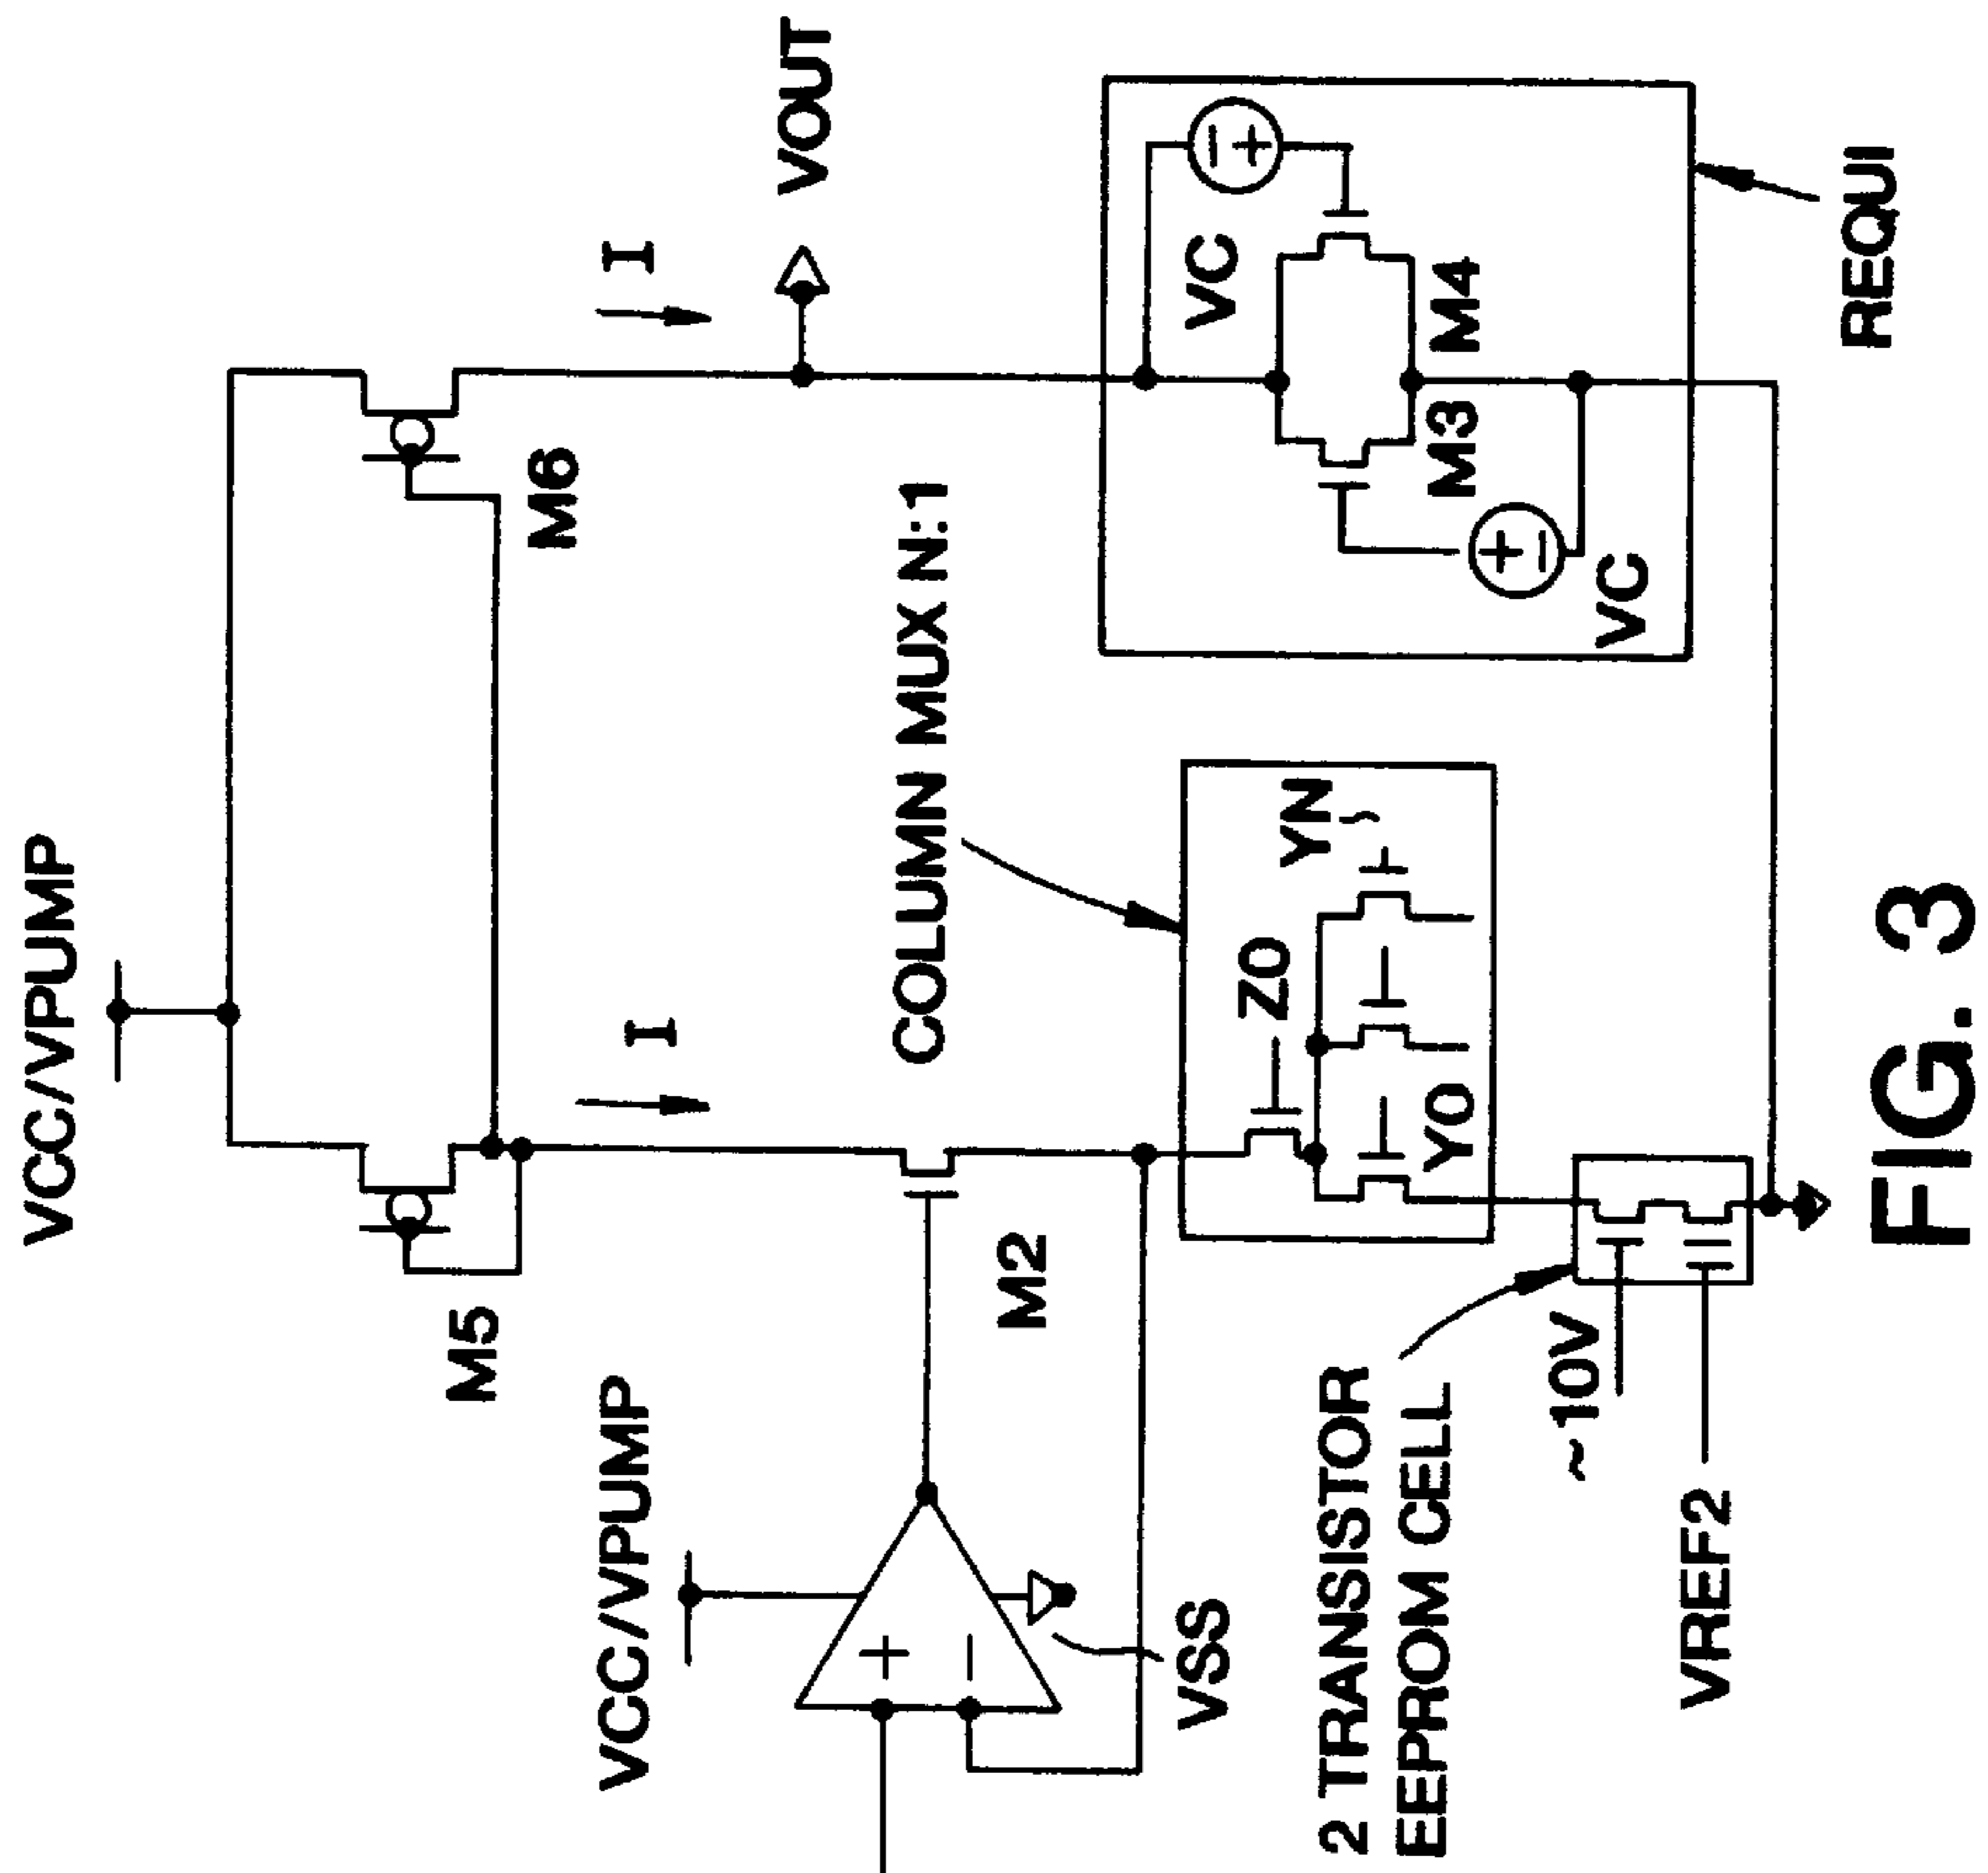 VCC/VPUMP
M5
M6
I
I
VOUT
VCC/VPUMP
+
−
VSS
M2
COLUMN MUX N:1
Z0
YN
Y0
VC
−
+
M3
M4
+
−
VC
REQUI
2 TRANSISTOR
EEPROM CELL
~10V
VREF2
FIG. 3